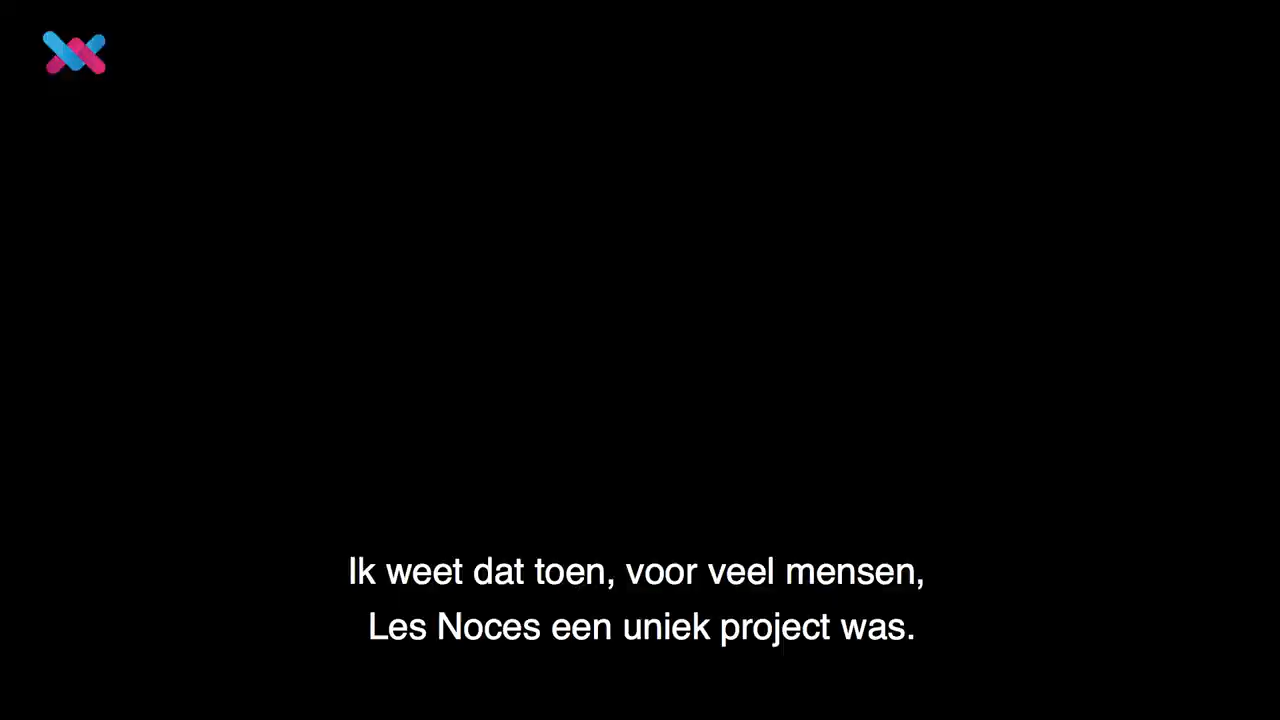 Ik weet dat toen, voor veel mensen,
Les Noces een uniek project was.